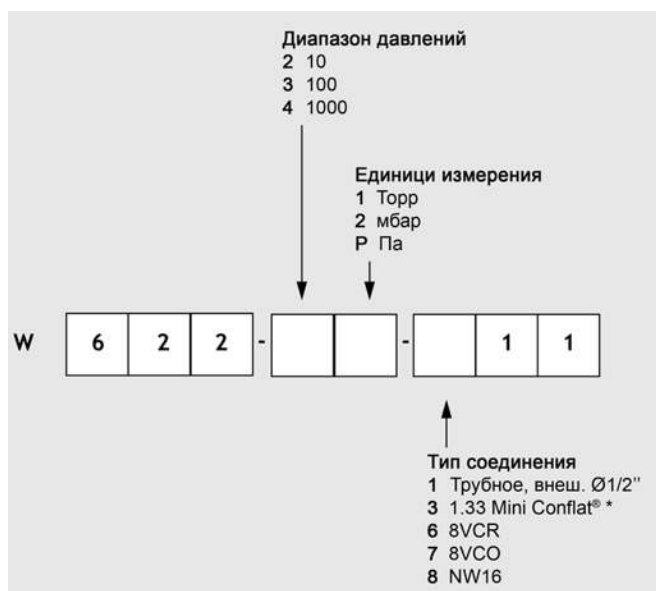 Диапазон давлений
2 10
3 100
4 1000
Единици измерения
1 Торр
2 мбар
P Па
W 6 2 2 - - 1 1
Тип соединения
1 Трубное, внеш. Ø1/2’’
3 1.33 Mini Conflat® *
6 8VCR
7 8VCO
8 NW16